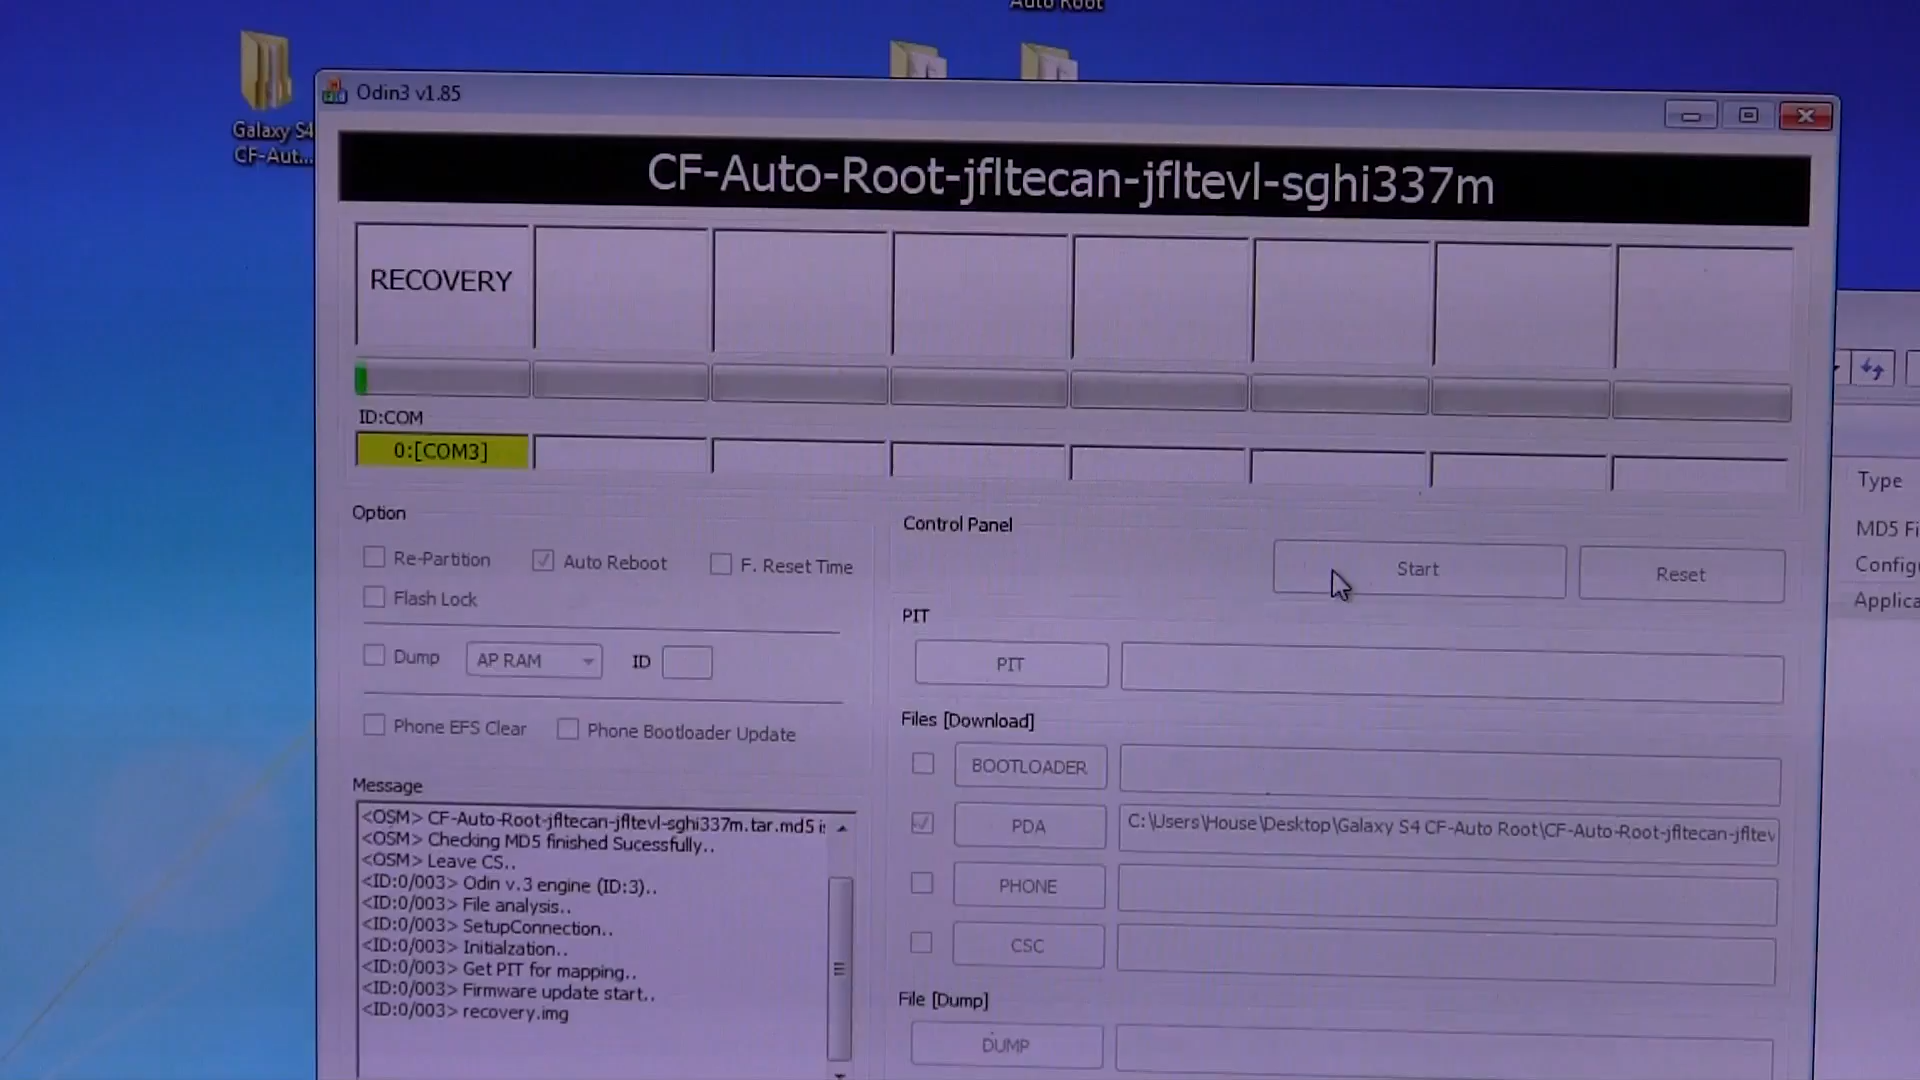 Auto Root
Galaxy S4
CF-Aut...
Odin3 v1.85
CF-Auto-Root-jfltecan-jfltevl-sghi337m
RECOVERY
ID:COM
0:[COM3]
Option
Re-Partition
Auto Reboot
F. Reset Time
Flash Lock
Dump
AP RAM
ID
Phone EFS Clear
Phone Bootloader Update
Message
<OSM> CF-Auto-Root-jfltecan-jfltevl-sghi337m.tar.md5 i
<OSM> Checking MD5 finished Sucessfully..
<OSM> Leave CS..
<ID:0/003> Odin v.3 engine (ID:3)..
<ID:0/003> File analysis..
<ID:0/003> SetupConnection..
<ID:0/003> Initialzation..
<ID:0/003> Get PIT for mapping..
<ID:0/003> Firmware update start..
<ID:0/003> recovery.img
Control Panel
Start
Reset
PIT
PIT
Files [Download]
BOOTLOADER
PDA
C:\Users\House\Desktop\Galaxy S4 CF-Auto Root\CF-Auto-Root-jfltecan-jfltev
PHONE
CSC
File [Dump]
DUMP
Type
MD5 Fi
Config
Applica